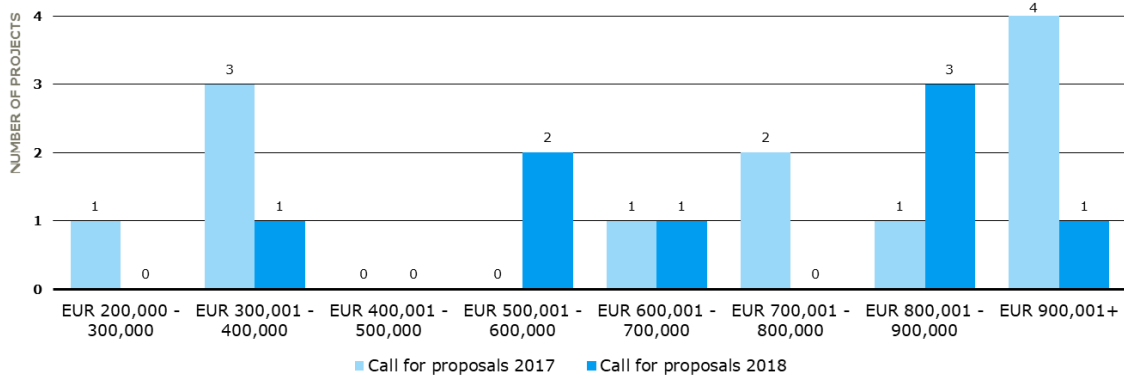 NUMBER OF PROJECTS
4
3
2
1
0
1
0
3
1
0
0
0
2
1
1
2
0
1
3
4
1
EUR 200,000 -
300,000
EUR 300,001 -
400,000
EUR 400,001 -
500,000
EUR 500,001 -
600,000
EUR 600,001 -
700,000
EUR 700,001 -
800,000
EUR 800,001 -
900,000
EUR 900,001+
Call for proposals 2017
Call for proposals 2018